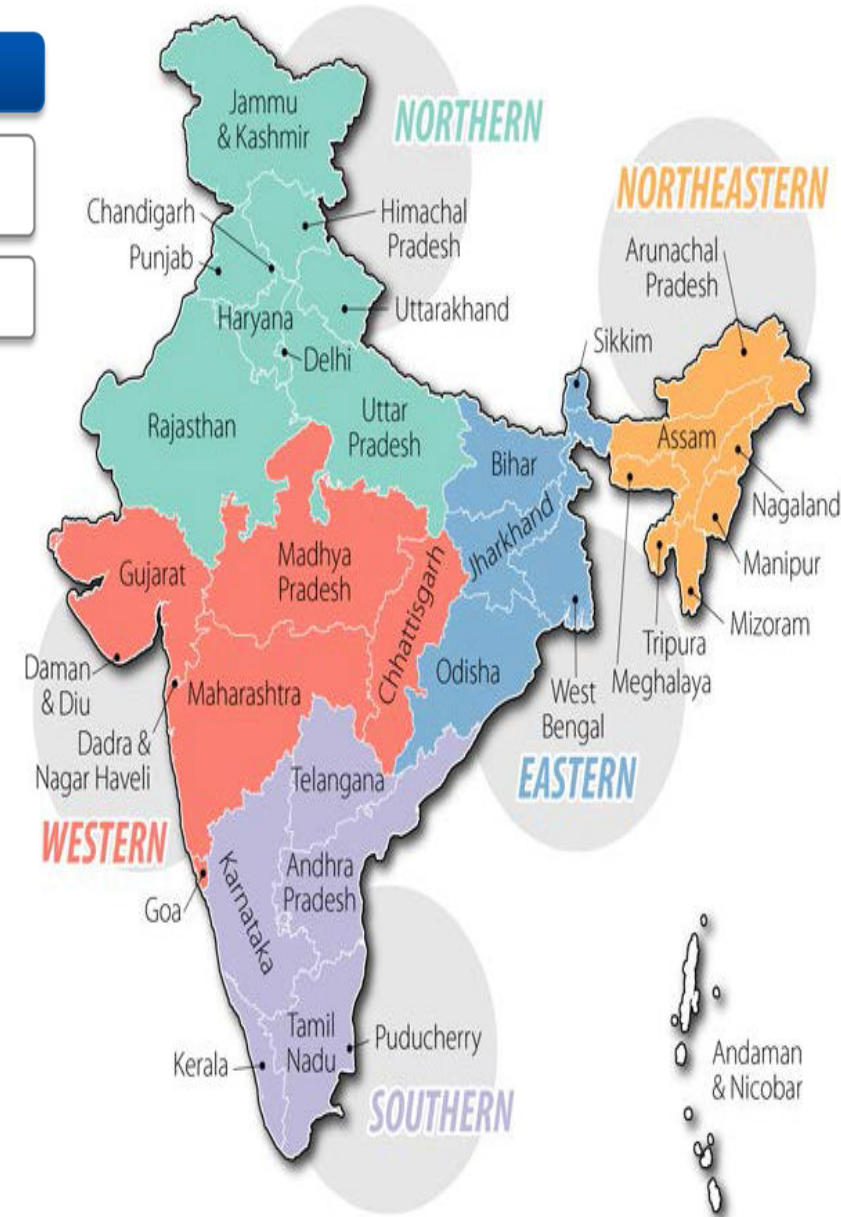 Jammu
& Kashmir
NORTHERN
NORTHEASTERN
Chandigarh
Himachal
Pradesh
Punjab
Arunachal
Pradesh
Uttarakhand
Haryana
Sikkim
Delhi
Rajasthan
Uttar
Pradesh
Assam
Bihar
Nagaland
Jharkhand
Manipur
Gujarat
Madhya
Pradesh
Chhattisgarh
Mizoram
Tripura
Meghalaya
Daman
& Diu
Maharashtra
Odisha
West
Bengal
Dadra &
Nagar Haveli
Telangana
EASTERN
WESTERN
Karnataka
Andhra
Pradesh
Goa
Tamil
Nadu
Puducherry
Kerala
Andaman
& Nicobar
SOUTHERN